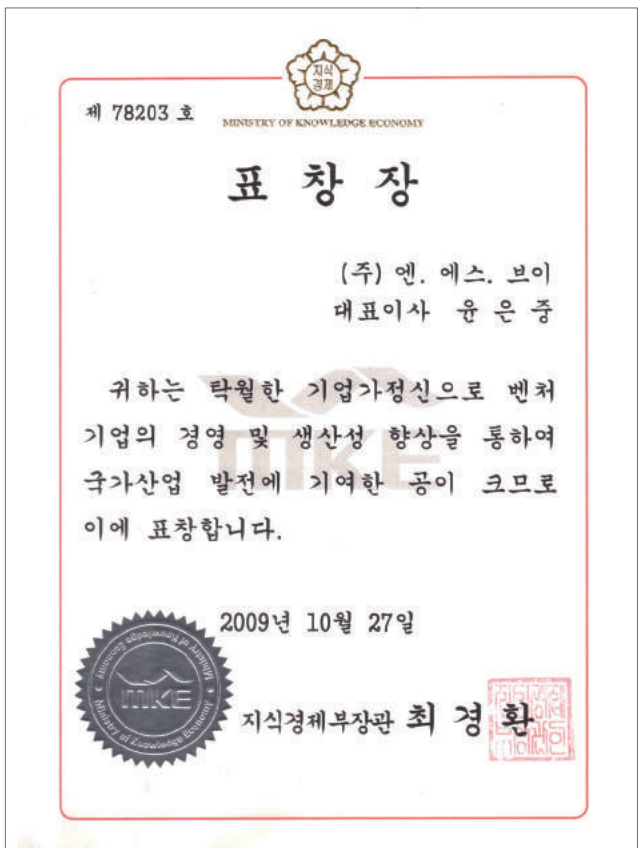 지식
경제
제 78203 호
MINISTRY OF KNOWLEDGE ECONOMY
표 창 장
(주) 엔. 에스. 브이
대표이사 윤 은 중
귀하는 탁월한 기업가정신으로 벤처
기업의 경영 및 생산성 향상을 통하여
국가산업 발전에 기여한 공이 크므로
이에 표창합니다.
MKE
2009년 10월 27일
Ministry of Knowledge Economy
MKE
Ministry of Knowledge Economy
지식경제부장관 최 경 환